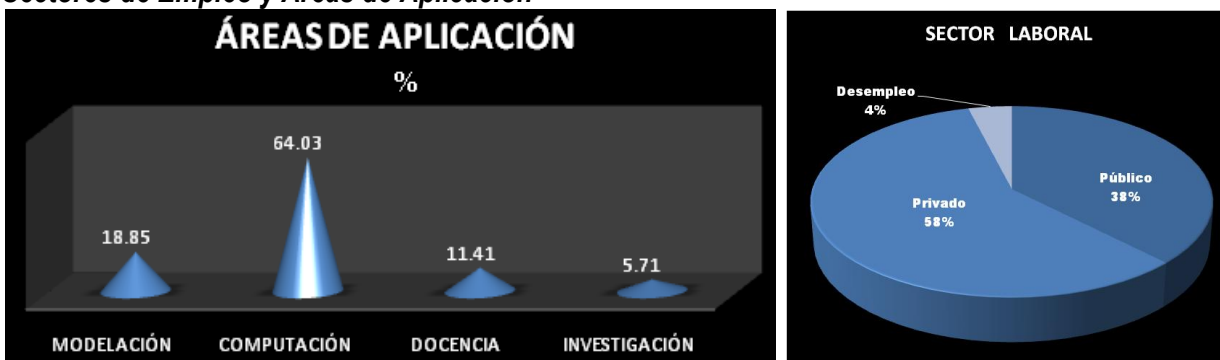 Sectores de Empleo y Áreas de Aplicación
ÁREAS DE APLICACIÓN
%
64.03
18.85
11.41
5.71
MODELACIÓN COMPUTACIÓN DOCENCIA INVESTIGACIÓN
SECTOR LABORAL
Desempleo
4%
Público
38%
Privado
58%